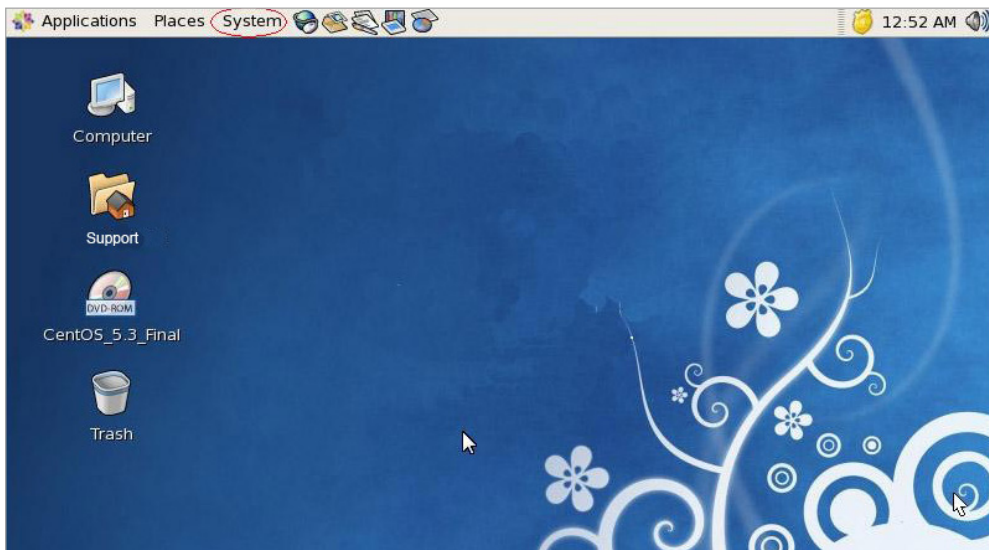 Applications Places System 12:52 AM
Computer
Support
DVD-ROM
CentOS_5.3_Final
Trash